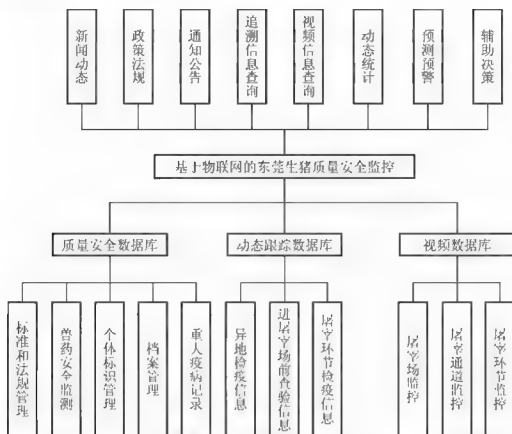 新闻动态
政策法规
通知公告
追溯信息查询
视频信息查询
动态统计
预测预警
辅助决策
基于物联网的东莞生猪质量安全监控
质量安全数据库
动态跟踪数据库
视频数据库
标准和法规管理
兽药安全监测
个体标识管理
档案管理
重大疫病记录
异地检疫信息
进屠宰场前查验信息
屠宰环节检疫信息
屠宰场监控
屠宰通道监控
屠宰环节监控